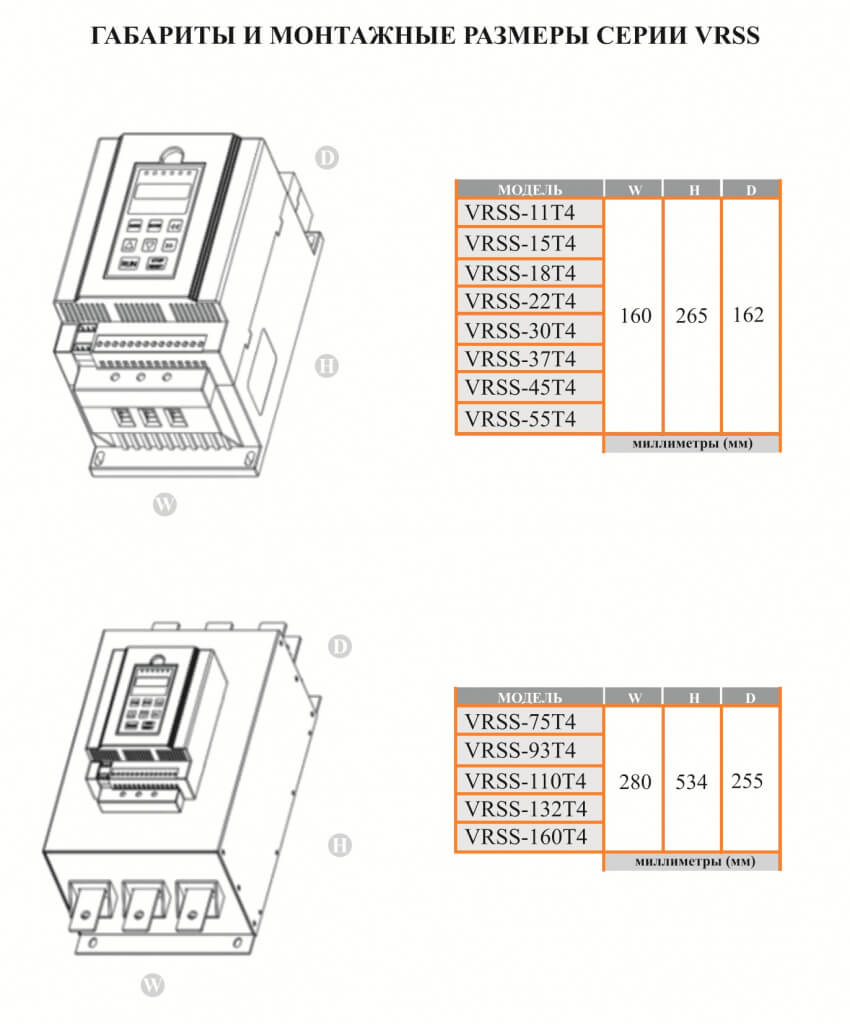 ГАБАРИТЫ И МОНТАЖНЫЕ РАЗМЕРЫ СЕРИИ VRSS
D
H
W
МОДЕЛЬ W H D
VRSS-11T4
VRSS-15T4
VRSS-18T4
VRSS-22T4
VRSS-30T4
160 265 162
VRSS-37T4
VRSS-45T4
VRSS-55T4
миллиметры (мм)
D
H
W
МОДЕЛЬ W H D
VRSS-75T4
VRSS-93T4
VRSS-110T4
280 534 255
VRSS-132T4
VRSS-160T4
миллиметры (мм)